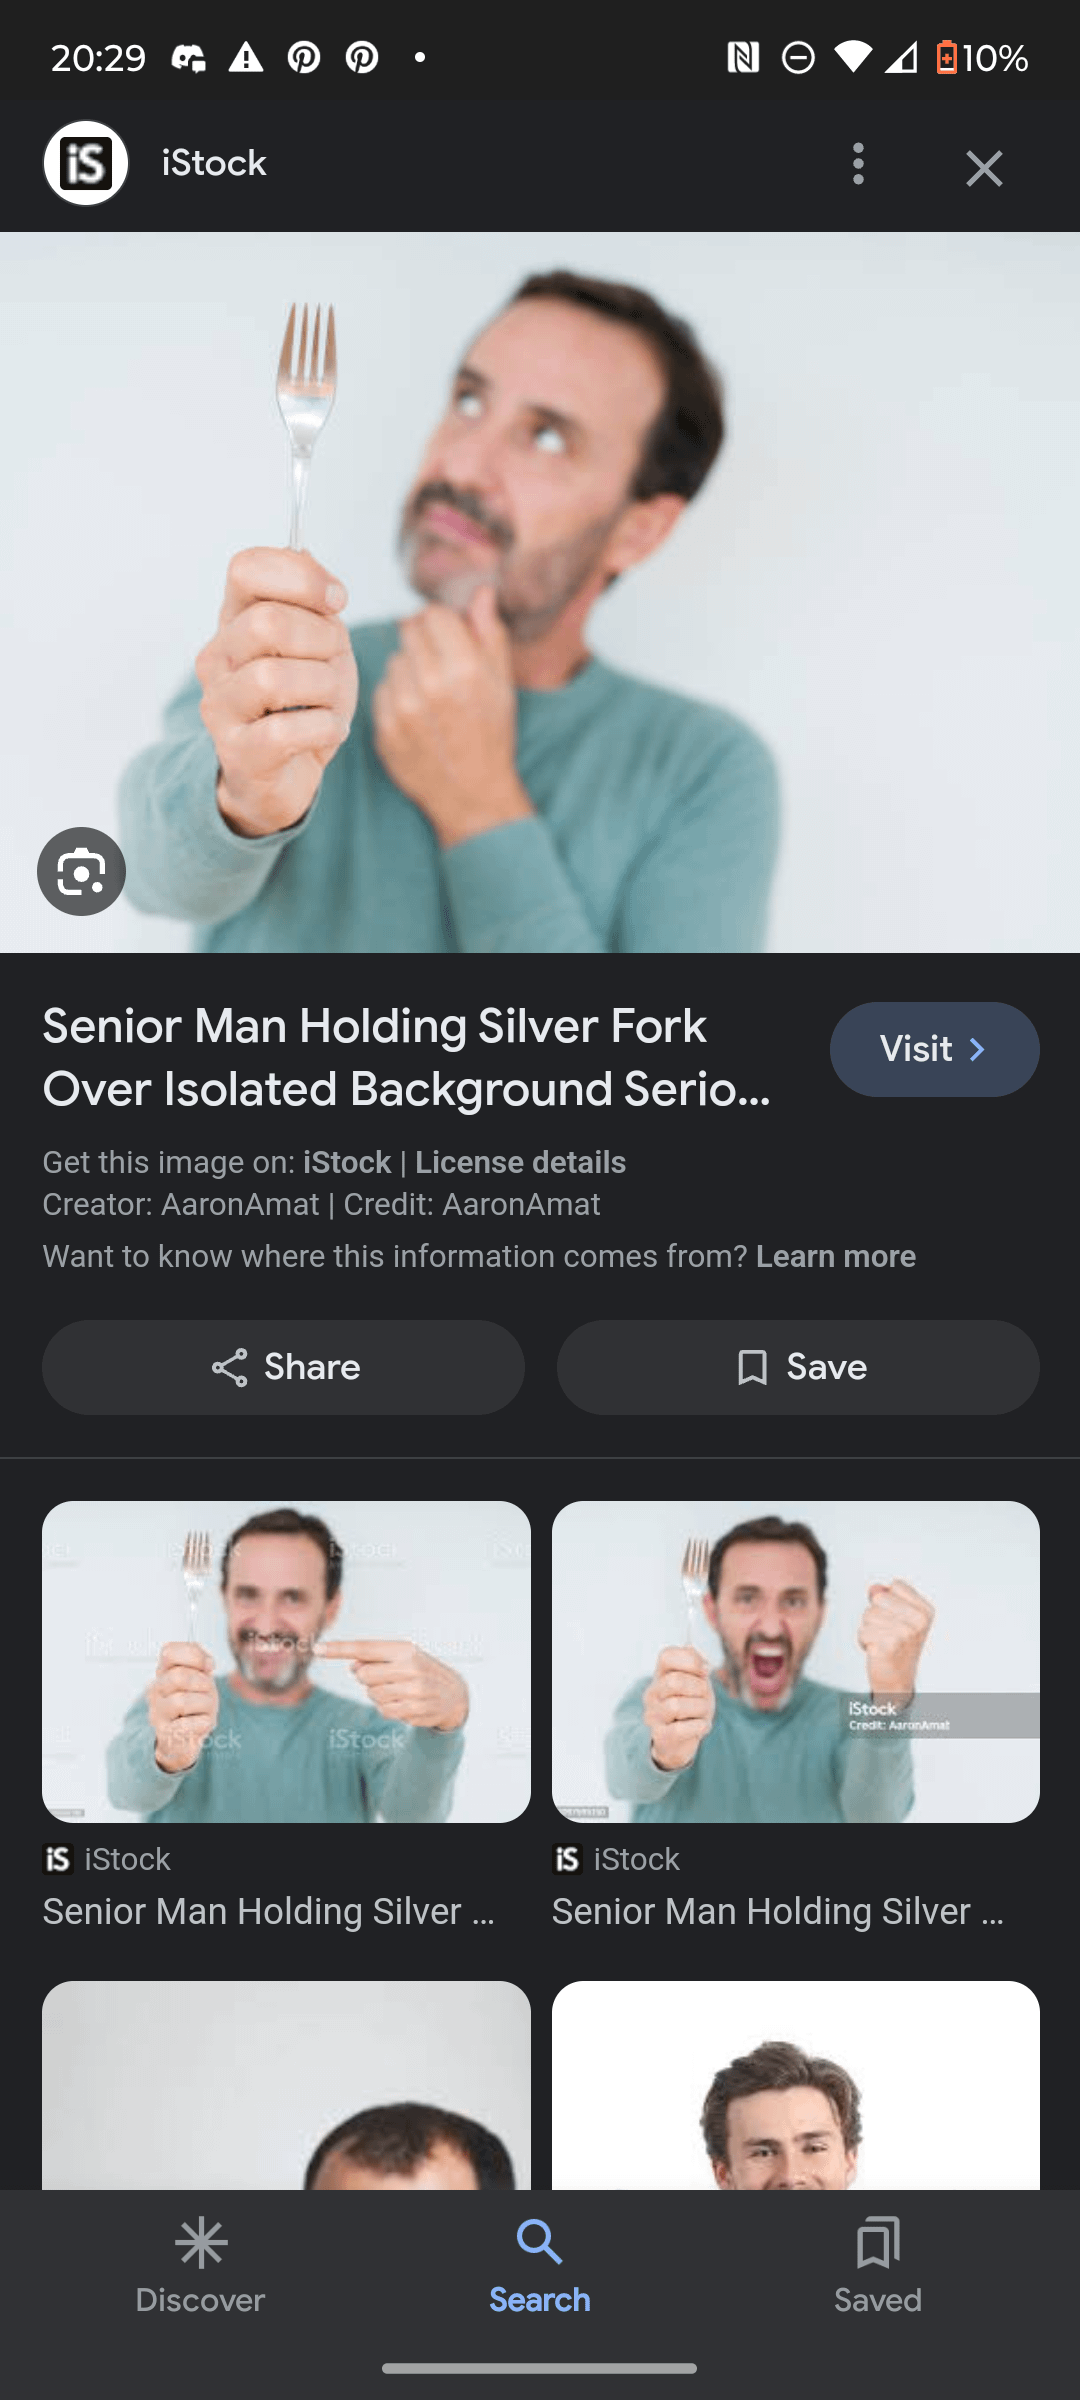 20:29
10%
iS
iStock
Senior Man Holding Silver Fork
Over Isolated Background Serio...
Visit
Get this image on: iStock | License details
Creator: AaronAmat | Credit: AaronAmat
Want to know where this information comes from? Learn more
Share
Save
iStock
iStock
iStock
iStock
iStock
Credit: AaronAmat
iS iStock
iS iStock
Senior Man Holding Silver ...
Senior Man Holding Silver ...
Discover
Search
Saved